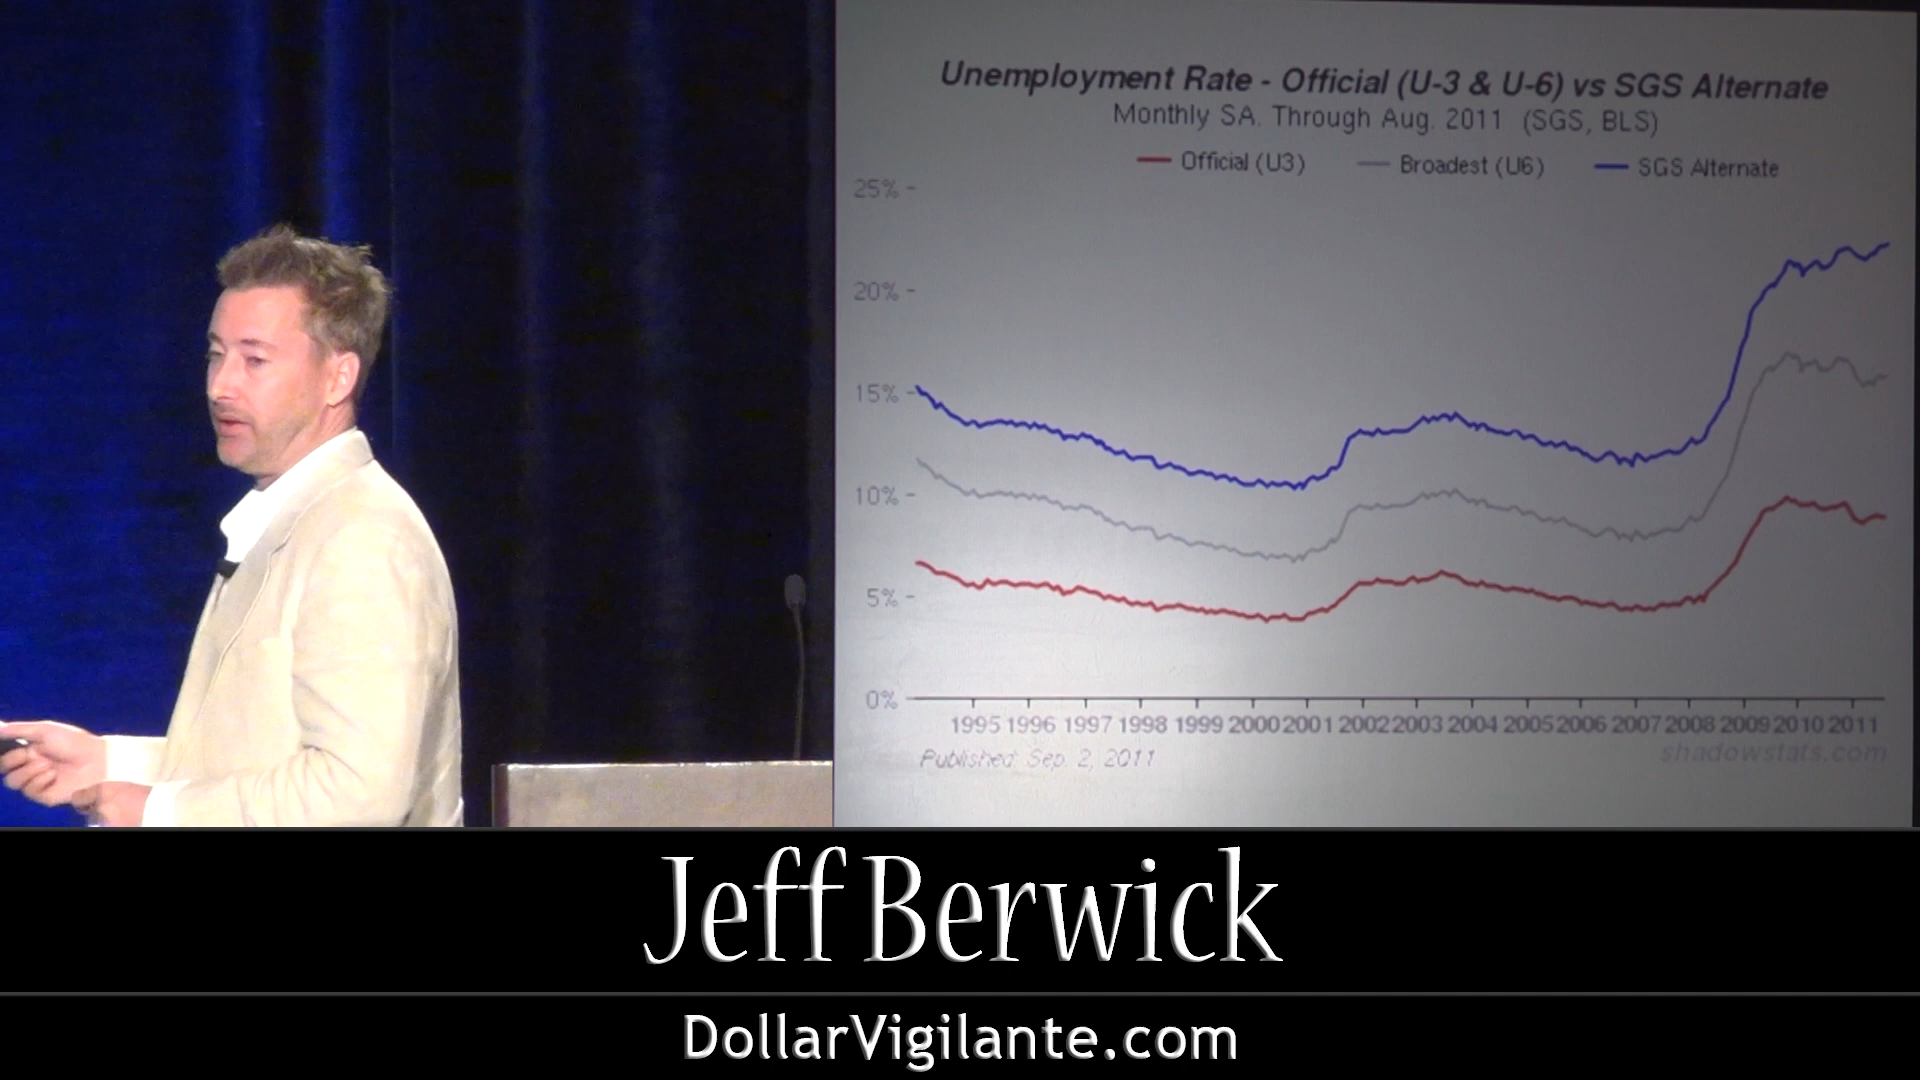 Unemployment Rate - Official (U-3 & U-6) vs SGS Alternate
Monthly SA. Through Aug. 2011 (SGS, BLS)
Official (U3) Broadest (U6) SGS Alternate
25%
20%
15%
10%
5%
0%
1995 1996 1997 1998 1999 2000 2001 2002 2003 2004 2005 2006 2007 2008 2009 2010 2011
Published: Sep. 2, 2011
shadowstats.com
Jeff Berwick
DollarVigilante.com